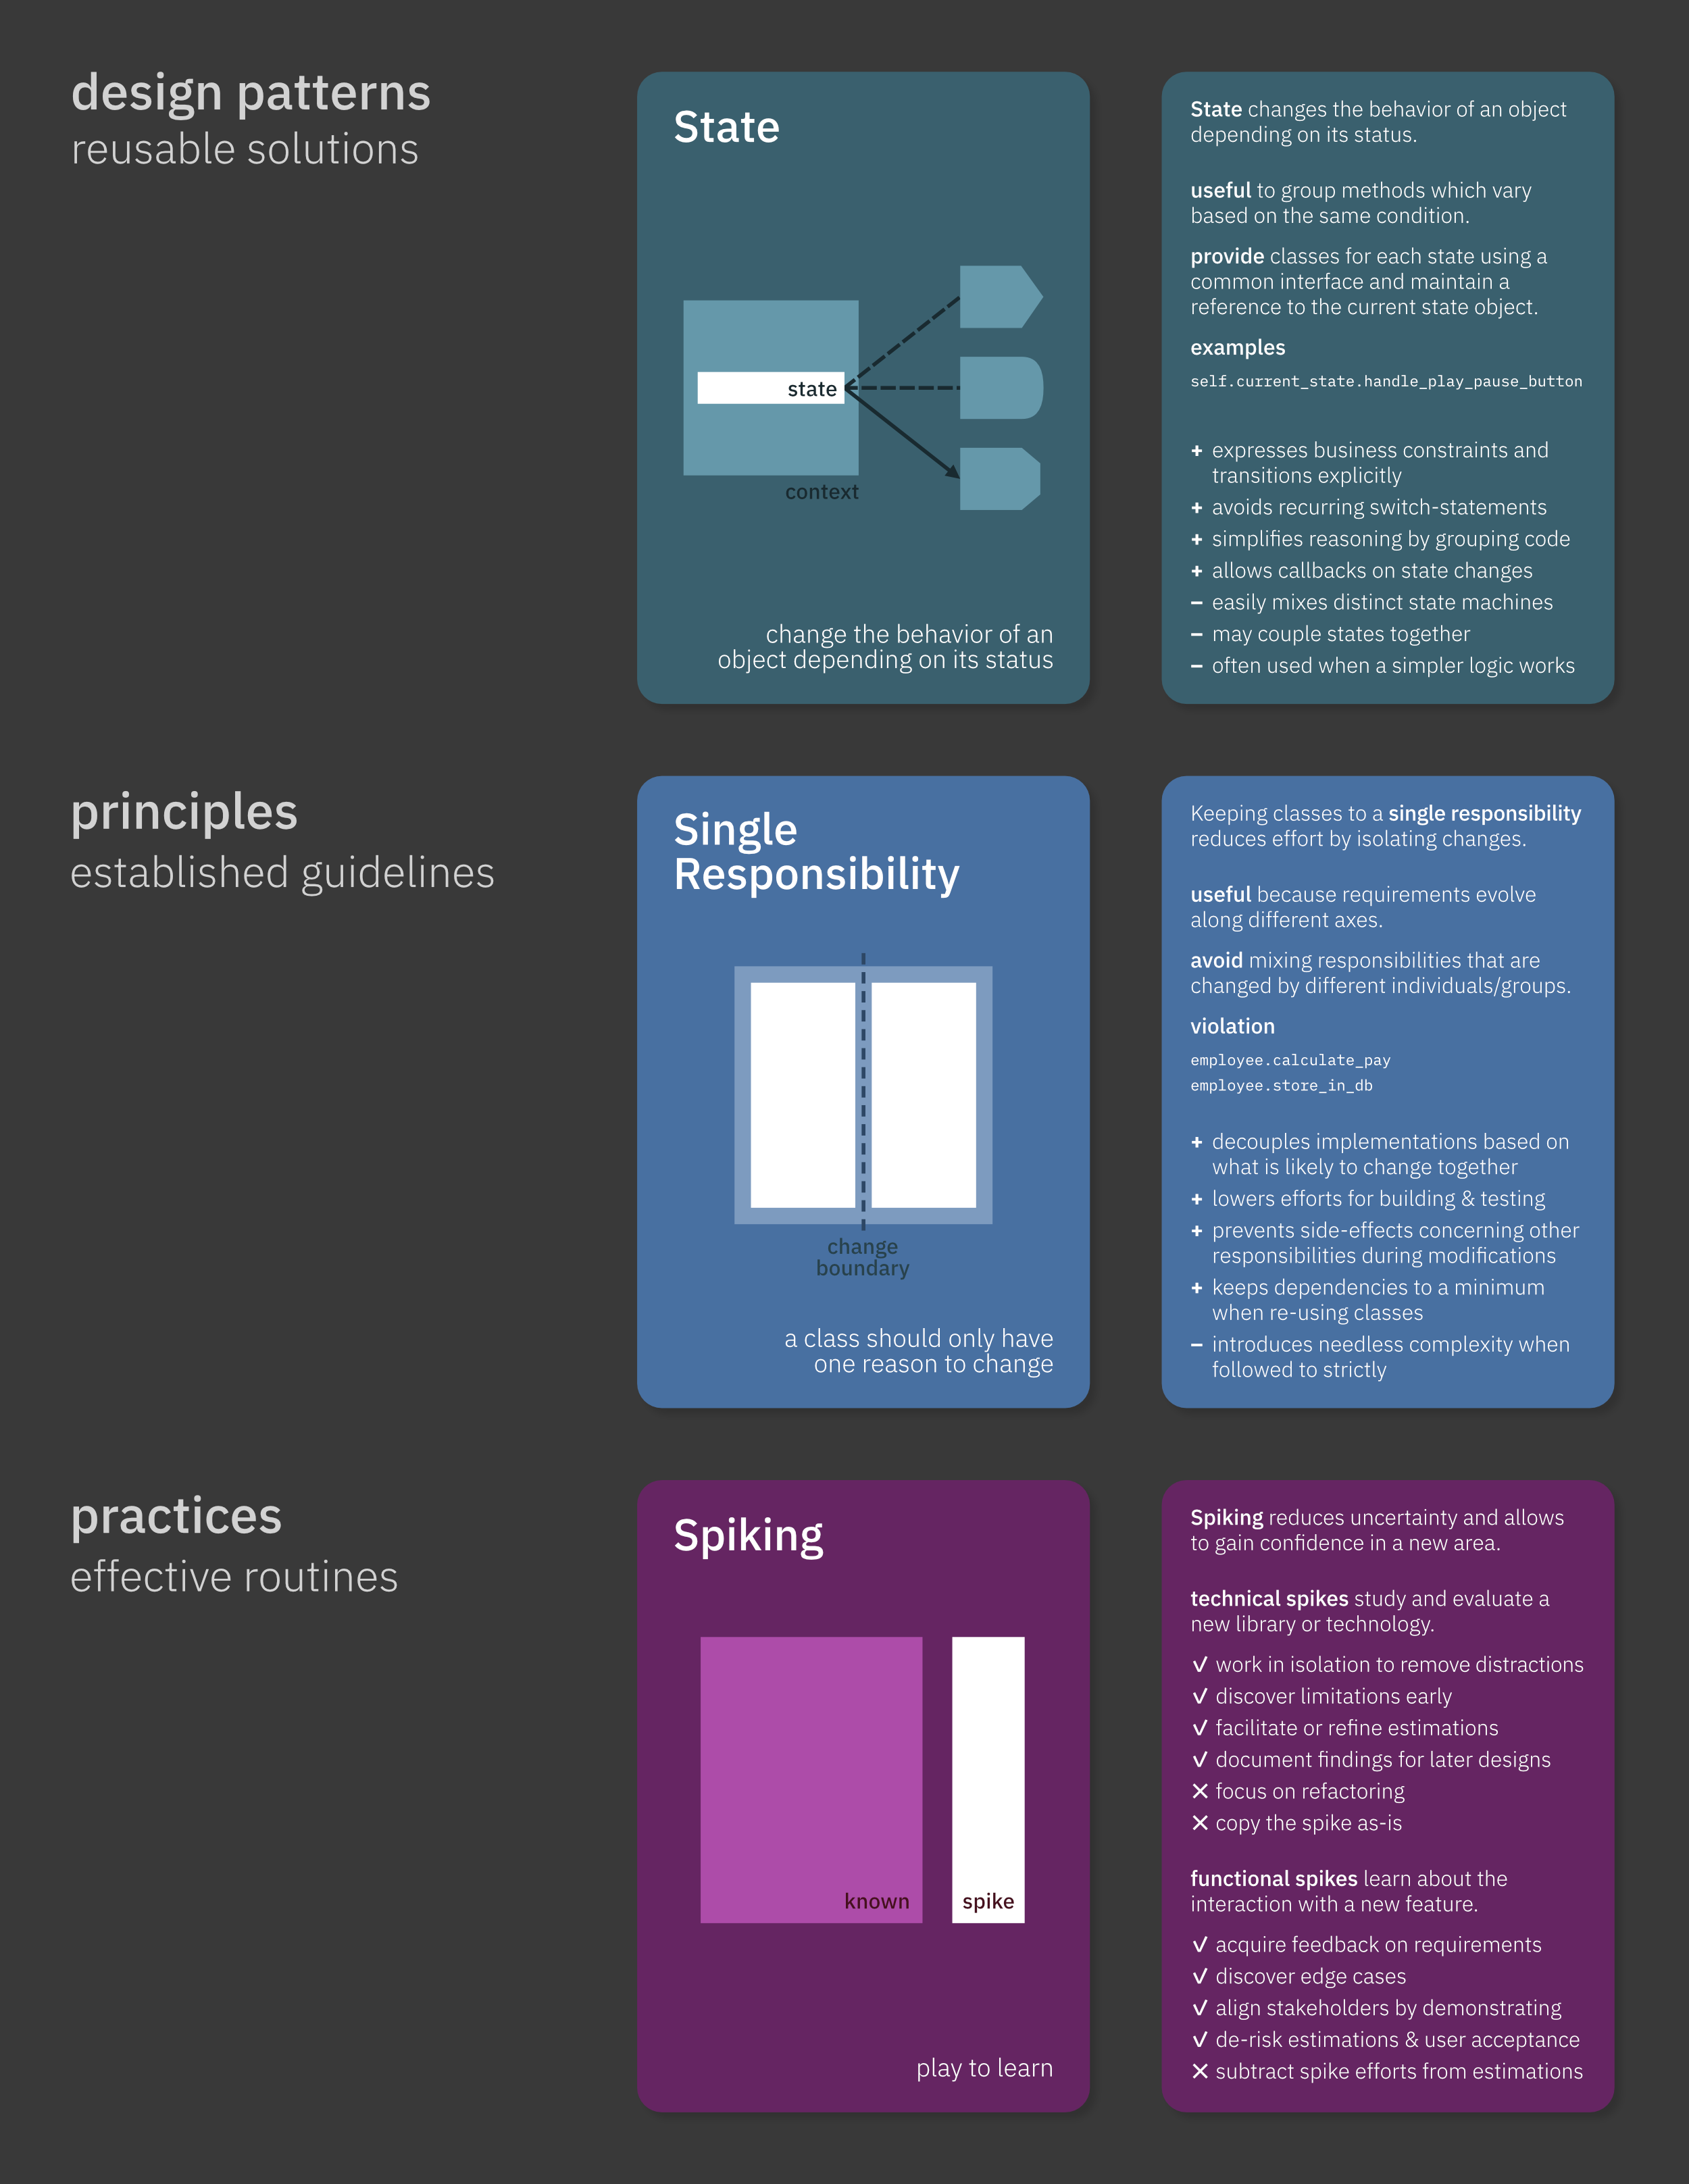 design patterns
reusable solutions
State
state
context
change the behavior of an
object depending on its status
State changes the behavior of an object
depending on its status.
useful to group methods which vary
based on the same condition.
provide classes for each state using a
common interface and maintain a
reference to the current state object.
examples
self.current_state.handle_play_pause_button
+ expresses business constraints and
transitions explicitly
+ avoids recurring switch-statements
+ simplifies reasoning by grouping code
+ allows callbacks on state changes
– easily mixes distinct state machines
– may couple states together
– often used when a simpler logic works
principles
established guidelines
Single
Responsibility
change
boundary
a class should only have
one reason to change
Keeping classes to a single responsibility
reduces effort by isolating changes.
useful because requirements evolve
along different axes.
avoid mixing responsibilities that are
changed by different individuals/groups.
violation
employee.calculate_pay
employee.store_in_db
+ decouples implementations based on
what is likely to change together
+ lowers efforts for building & testing
+ prevents side-effects concerning other
responsibilities during modifications
+ keeps dependencies to a minimum
when re-using classes
– introduces needless complexity when
followed to strictly
practices
effective routines
Spiking
known
spike
play to learn
Spiking reduces uncertainty and allows
to gain confidence in a new area.
technical spikes study and evaluate a
new library or technology.
✓ work in isolation to remove distractions
✓ discover limitations early
✓ facilitate or refine estimations
✓ document findings for later designs
✕ focus on refactoring
✕ copy the spike as-is
functional spikes learn about the
interaction with a new feature.
✓ acquire feedback on requirements
✓ discover edge cases
✓ align stakeholders by demonstrating
✓ de-risk estimations & user acceptance
✕ subtract spike efforts from estimations